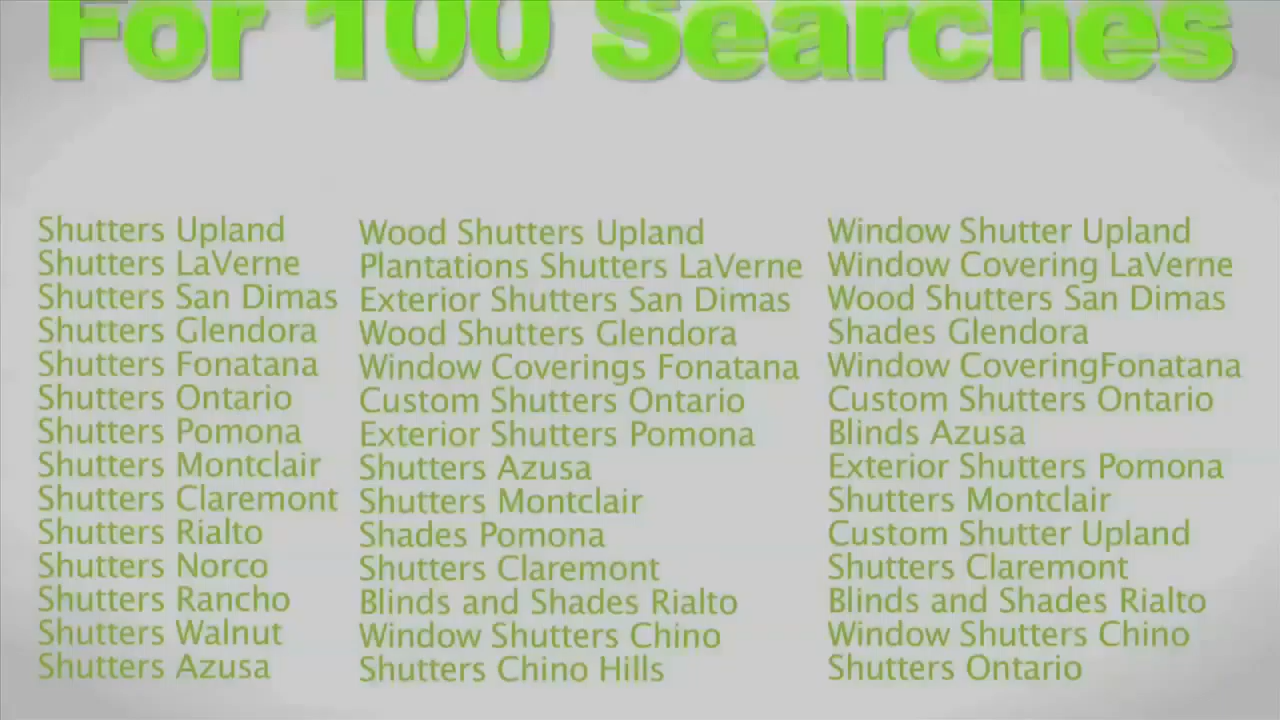 For 100 Searches
Shutters Upland
Shutters LaVerne
Shutters San Dimas
Shutters Glendora
Shutters Fonatana
Shutters Ontario
Shutters Pomona
Shutters Montclair
Shutters Claremont
Shutters Rialto
Shutters Norco
Shutters Rancho
Shutters Walnut
Shutters Azusa
Wood Shutters Upland
Plantations Shutters LaVerne
Exterior Shutters San Dimas
Wood Shutters Glendora
Window Coverings Fonatana
Custom Shutters Ontario
Exterior Shutters Pomona
Shutters Azusa
Shutters Montclair
Shades Pomona
Shutters Claremont
Blinds and Shades Rialto
Window Shutters Chino
Shutters Chino Hills
Window Shutter Upland
Window Covering LaVerne
Wood Shutters San Dimas
Shades Glendora
Window CoveringFonatana
Custom Shutters Ontario
Blinds Azusa
Exterior Shutters Pomona
Shutters Montclair
Custom Shutter Upland
Shutters Claremont
Blinds and Shades Rialto
Window Shutters Chino
Shutters Ontario